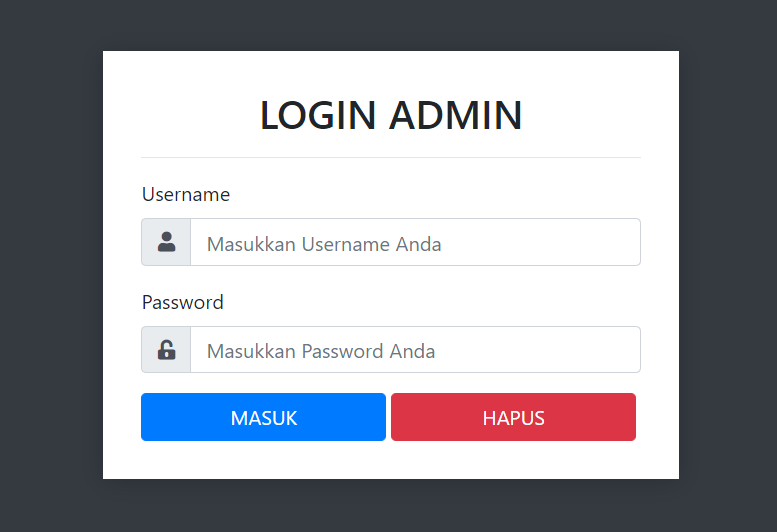 LOGIN ADMIN
Username
Masukkan Username Anda
Password
Masukkan Password Anda
MASUK HAPUS